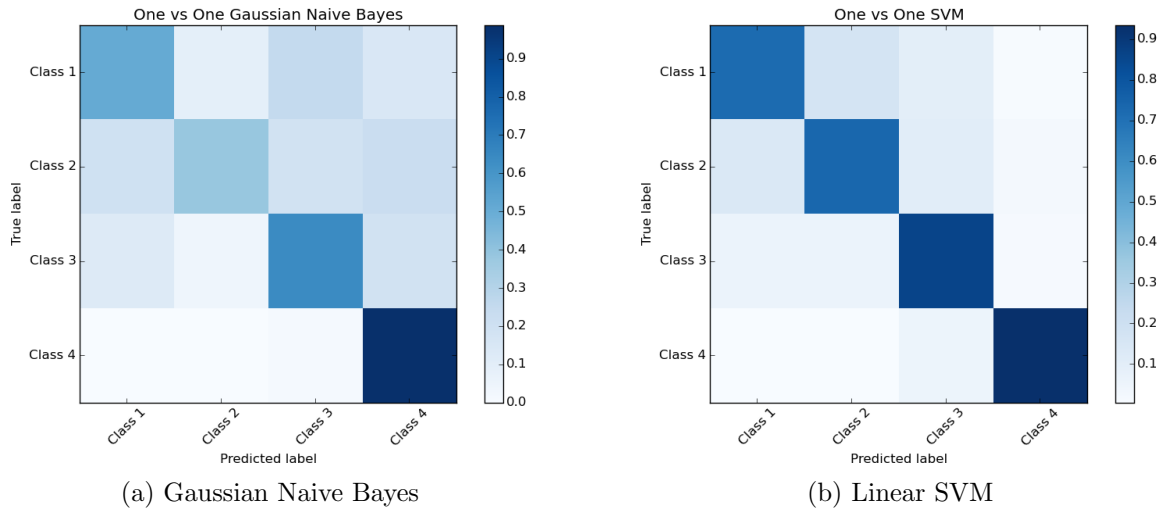 One vs One Gaussian Naive Bayes
Class 1
Class 2
Class 3
Class 4
True label
Class 1
Class 2
Class 3
Class 4
Predicted label
0.9
0.8
0.7
0.6
0.5
0.4
0.3
0.2
0.1
0.0
(a) Gaussian Naive Bayes
One vs One SVM
Class 1
Class 2
Class 3
Class 4
True label
Class 1
Class 2
Class 3
Class 4
Predicted label
0.9
0.8
0.7
0.6
0.5
0.4
0.3
0.2
0.1
(b) Linear SVM